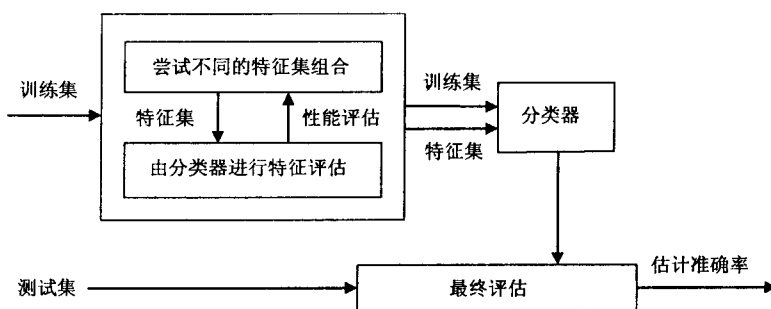 尝试不同的特征集组合
训练集
训练集
特征集
性能评估
分类器
特征集
由分类器进行特征评估
测试集
最终评估
估计准确率